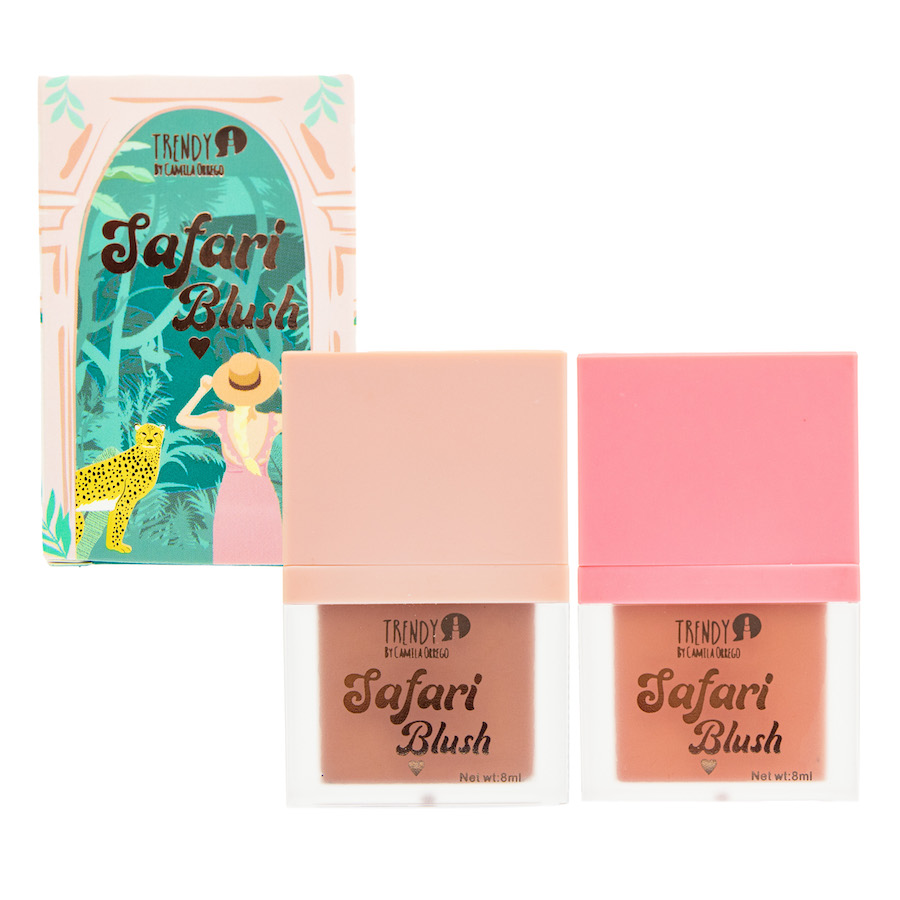 TRENDY
BY CAMILA ORREGO
Safari
Blush
TRENDY
BY CAMILA ORREGO
Safari
Blush
Net wt:8ml
TRENDY
BY CAMILA ORREGO
Safari
Blush
Net wt:8ml